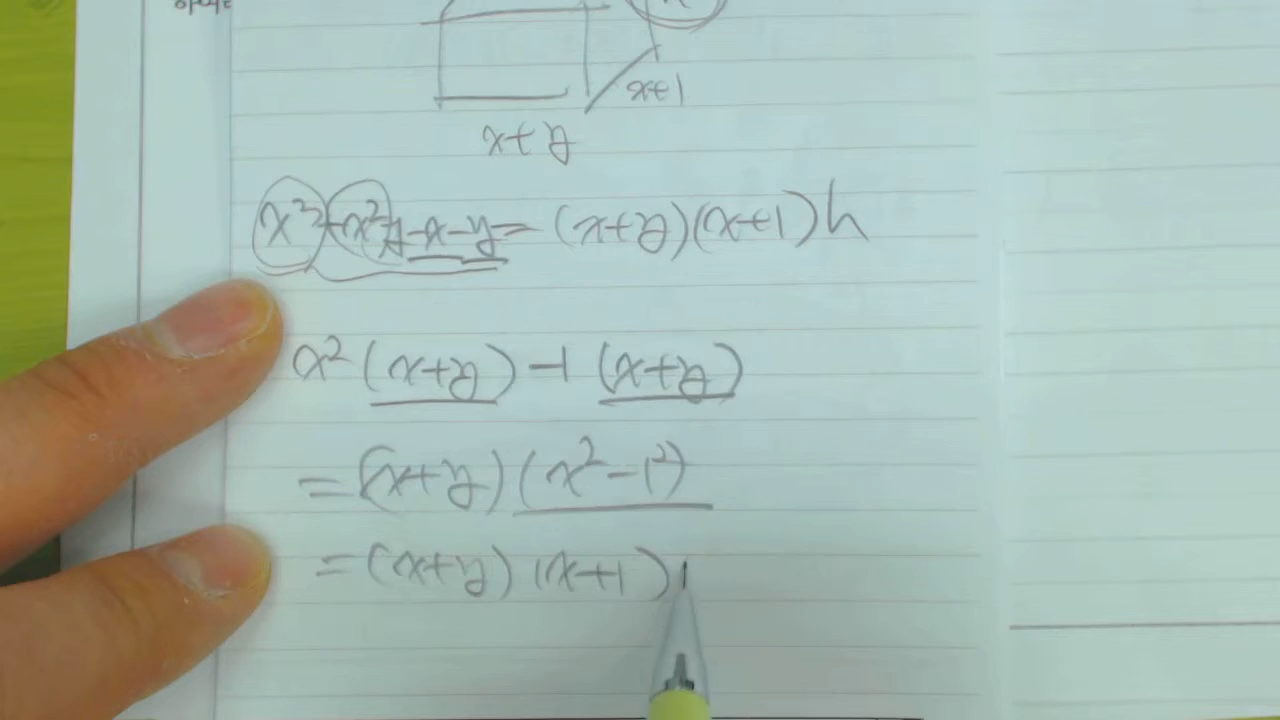 x+1
x+y
x³+x²y-x-y=(x+y)(x+1)h
x²(x+y)-1(x+y)
=(x+y)(x²-1²)
=(x+y)(x+1)